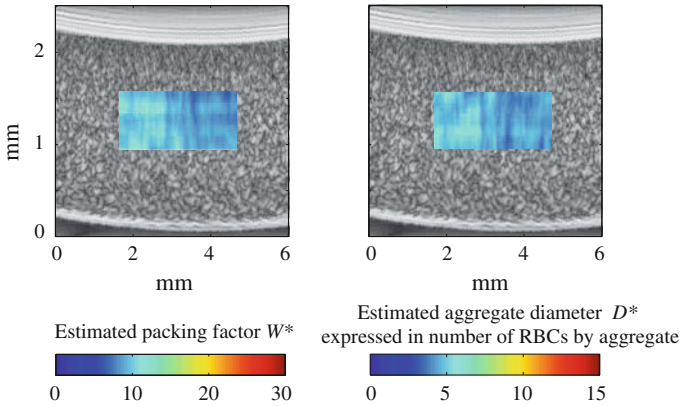 2
1
0
mm
0 2 4 6
0 2 4 6
mm
mm
Estimated packing factor W*
0 10 20 30
Estimated aggregate diameter D*
expressed in number of RBCs by aggregate
0 5 10 15